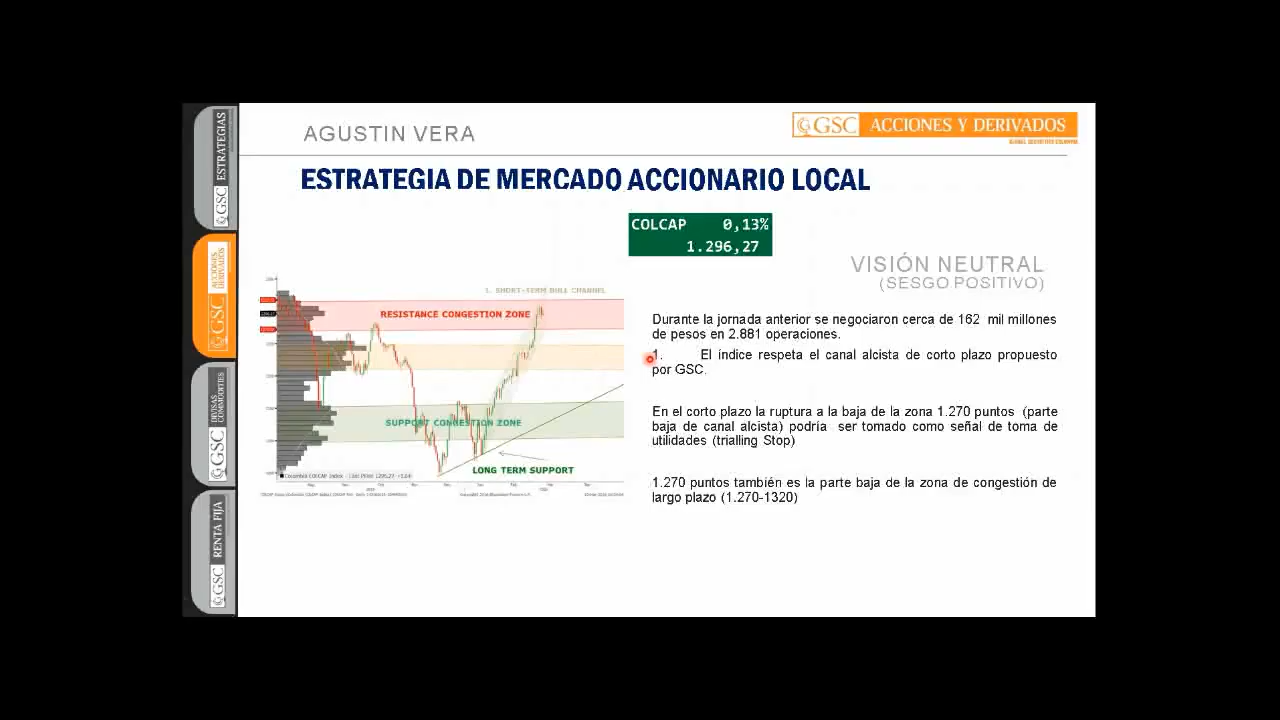 AGUSTIN VERA
GSC ACCIONES Y DERIVADOS
GLOBAL SECURITIES COLOMBIA
ESTRATEGIA DE MERCADO ACCIONARIO LOCAL
COLCAP 0,13%
1.296,27
VISIÓN NEUTRAL
(SESGO POSITIVO)
1. SHORT-TERM BULL CHANNEL
RESISTANCE CONGESTION ZONE
SUPPORT CONGESTION ZONE
LONG TERM SUPPORT
Durante la jornada anterior se negociaron cerca de 162 mil millones
de pesos en 2.881 operaciones.
1. El índice respeta el canal alcista de corto plazo propuesto
por GSC.
En el corto plazo la ruptura a la baja de la zona 1.270 puntos (parte
baja de canal alcista) podría ser tomado como señal de toma de
utilidades (trialling Stop)
1.270 puntos también es la parte baja de la zona de congestión de
largo plazo (1.270-1320)
GSC ESTRATEGIAS
GSC ACCIONES
DERIVADOS
GSC DIVISAS
COMMODITIES
GSC RENTA FIJA